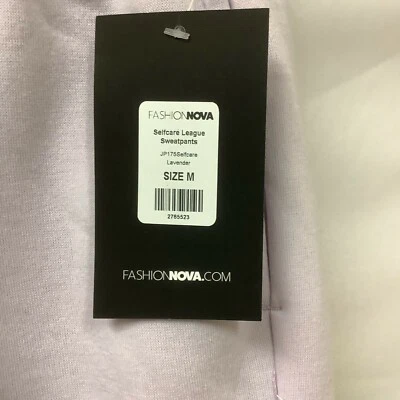 FASHIONNOVA
Selfcare League
Sweatpants
JP175Selfcare
Lavender
SIZE M
2765523
FASHIONNOVA.COM